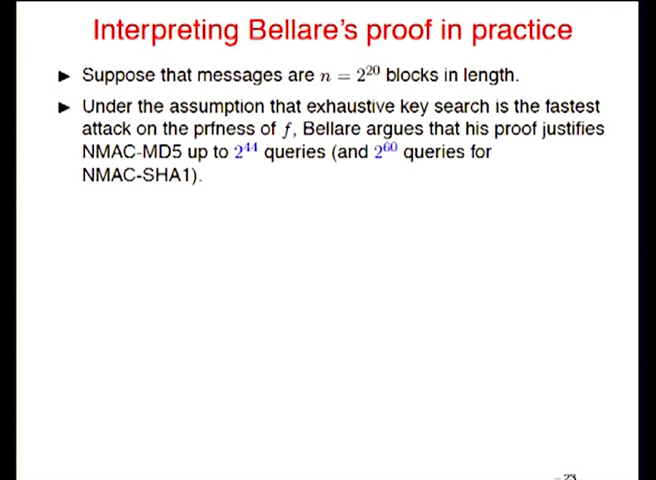 Interpreting Bellare's proof in practice
► Suppose that messages are n = 2^20 blocks in length.
► Under the assumption that exhaustive key search is the fastest
attack on the prfness of f, Bellare argues that his proof justifies
NMAC-MD5 up to 2^44 queries (and 2^60 queries for
NMAC-SHA1).
– 23